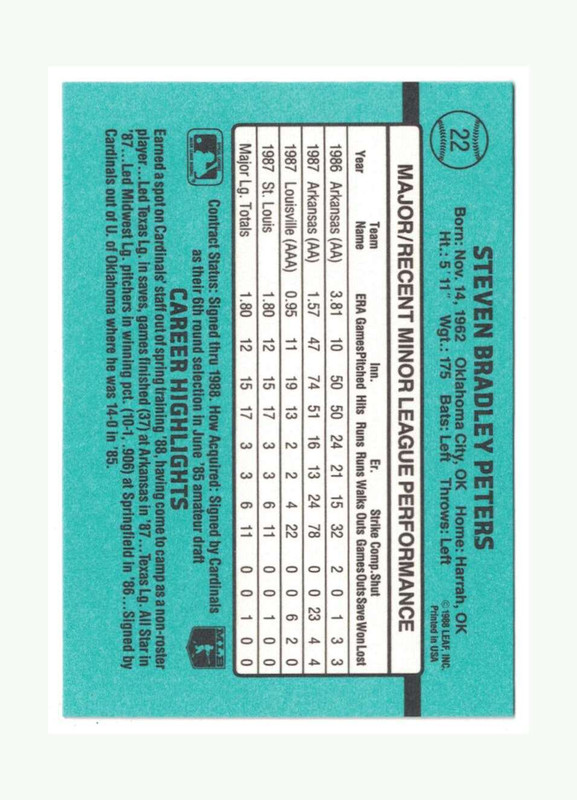 22
STEVEN BRADLEY PETERS
Born: Nov. 14, 1962 Oklahoma City, OK Home: Harrah, OK
Ht.: 5' 11" Wgt.: 175 Bats: Left Throws: Left
©1988 LEAF, INC.
Printed in USA
MAJOR/RECENT MINOR LEAGUE PERFORMANCE
Team Inn. Er. Strike Comp. Shut
Year Name ERA Games Pitched Hits Runs Runs Walks Outs Games Outs Save Won Lost
1986 Arkansas (AA) 3.81 10 50 50 24 21 15 32 2 0 1 3 3
1987 Arkansas (AA) 1.57 47 74 51 16 13 24 78 0 0 23 4 4
1987 Louisville (AAA) 0.95 11 19 13 2 2 4 22 0 0 6 2 0
1987 St. Louis 1.80 12 15 17 3 3 6 11 0 0 1 0 0
Major Lg. Totals 1.80 12 15 17 3 3 6 11 0 0 1 0 0
Contract Status: Signed thru 1988. How Acquired: Signed by Cardinals
as their 6th round selection in June '85 amateur draft
MLB
CAREER HIGHLIGHTS
Earned a spot on Cardinals' staff out of spring training '88, having come to camp as a non-roster
player...Led Texas Lg. in saves, games finished (37) at Arkansas in '87...Texas Lg. All Star in
'87...Led Midwest Lg. pitchers in winning pct. (10-1, .906) at Springfield in '86...Signed by
Cardinals out of U. of Oklahoma where he was 14-0 in '85.